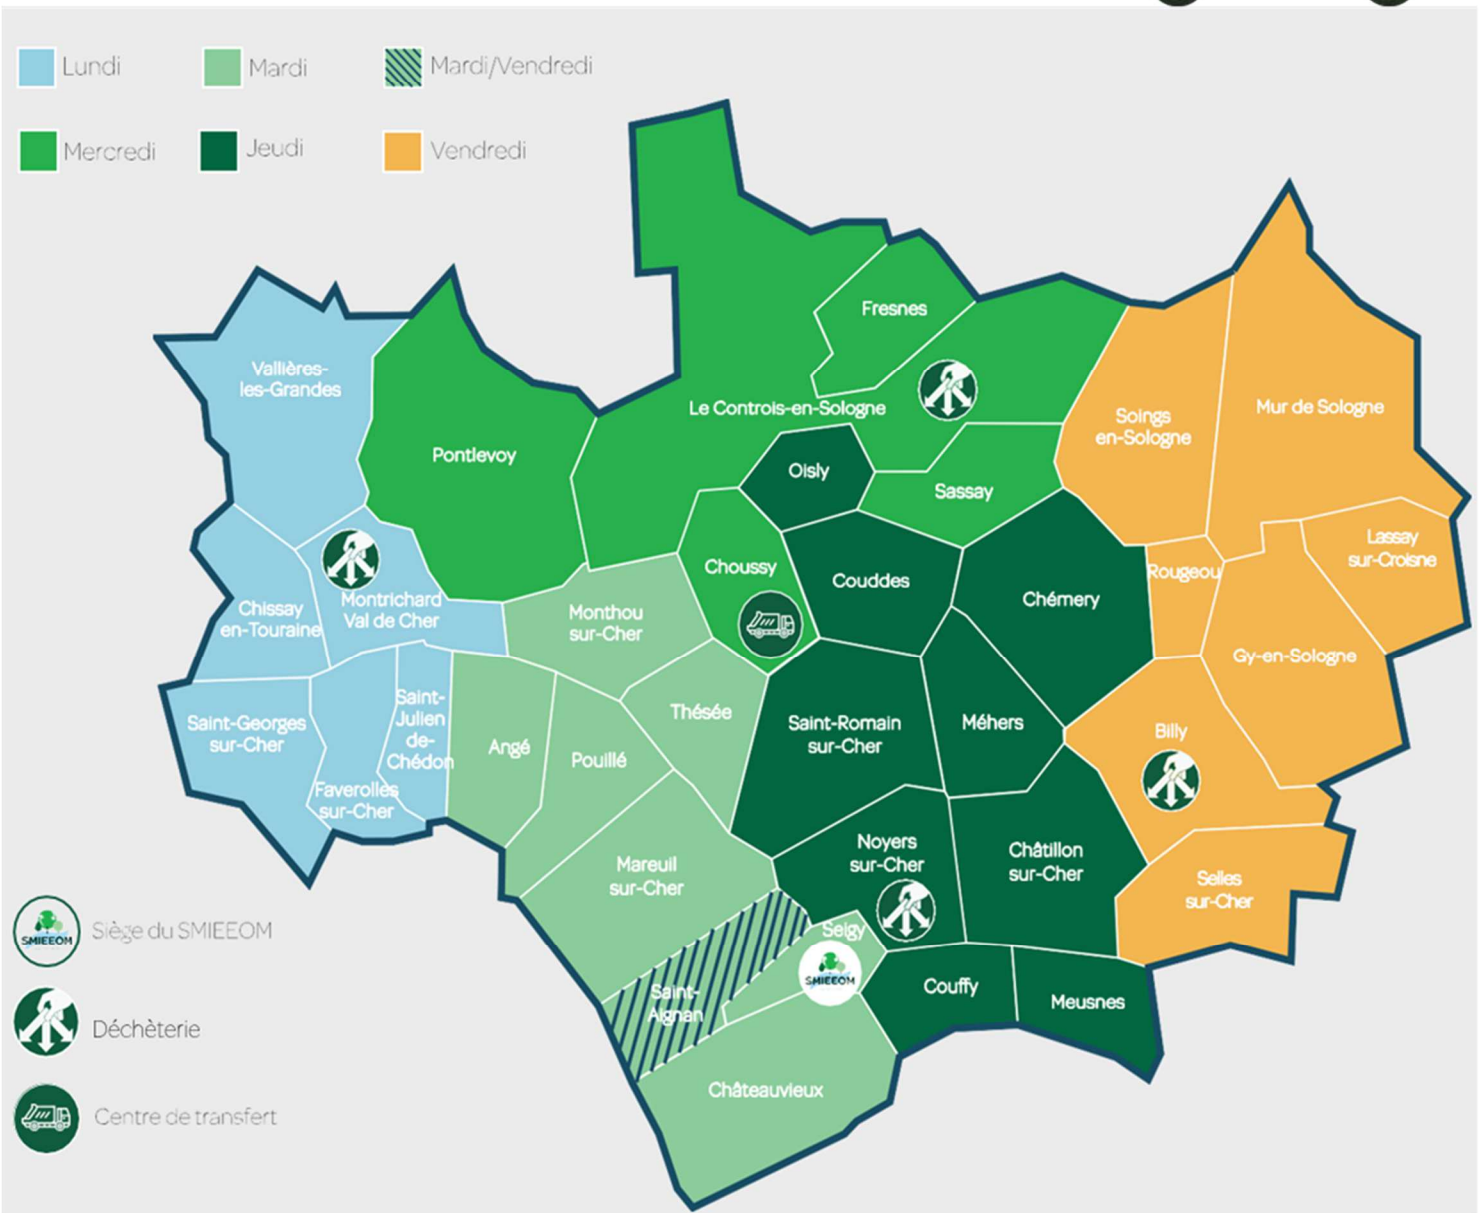 Lundi
Mardi
Mardi/Vendredi
Mercredi
Jeudi
Vendredi
Fresnes
Vallières-
les-Grandes
Le Controis-en-Sologne
Mur de Sologne
Soings
en-Sologne
Pontlevoy
Oisly
Sassay
Lassay
sur-Croisne
Choussy
Couddes
Rougeou
Chémery
Chissay
en-Touraine
Montrichard
Val de Cher
Monthou
sur-Cher
Gy-en-Sologne
Saint-
Julien
de-
Chédon
Thésée
Saint-Georges
sur-Cher
Saint-Romain
sur-Cher
Méhers
Billy
Angé
Pouillé
Faverolles
sur-Cher
Noyers
sur-Cher
Châtillon
sur-Cher
Mareuil
sur-Cher
Selles
sur-Cher
SMIEEOM
Siège du SMIEEOM
Seigy
SMIEEOM
Saint-
Aignan
Couffy
Meusnes
Déchèterie
Châteauvieux
Centre de transfert